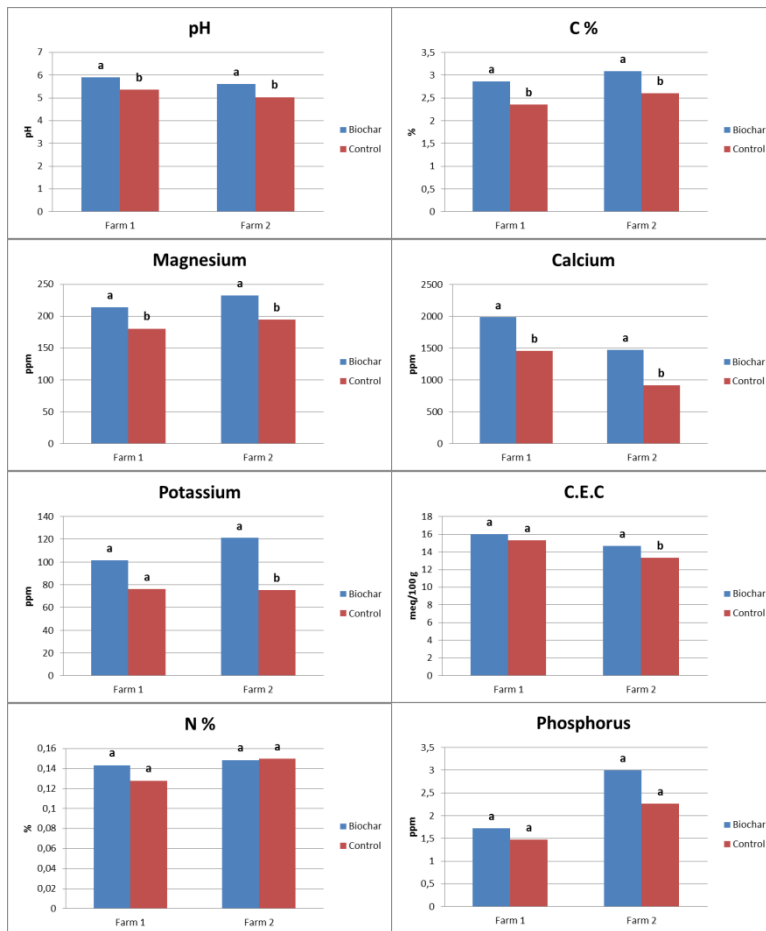 pH
7
6
5
4
3
2
1
0
pH
a
b
a
b
Farm 1
Farm 2
Biochar
Control
C %
3,5
3
2,5
2
1,5
1
0,5
0
%
a
b
a
b
Farm 1
Farm 2
Biochar
Control
Magnesium
250
200
150
100
50
0
ppm
a
b
a
b
Farm 1
Farm 2
Biochar
Control
Calcium
2500
2000
1500
1000
500
0
ppm
a
b
a
b
Farm 1
Farm 2
Biochar
Control
Potassium
140
120
100
80
60
40
20
0
ppm
a
a
a
b
Farm 1
Farm 2
Biochar
Control
C.E.C
18
16
14
12
10
8
6
4
2
0
meq/100g
a
a
a
b
Farm 1
Farm 2
Biochar
Control
N %
0,16
0,14
0,12
0,1
0,08
0,06
0,04
0,02
0
%
a
a
a
a
Farm 1
Farm 2
Biochar
Control
Phosphorus
3,5
3
2,5
2
1,5
1
0,5
0
ppm
a
a
a
a
Farm 1
Farm 2
Biochar
Control